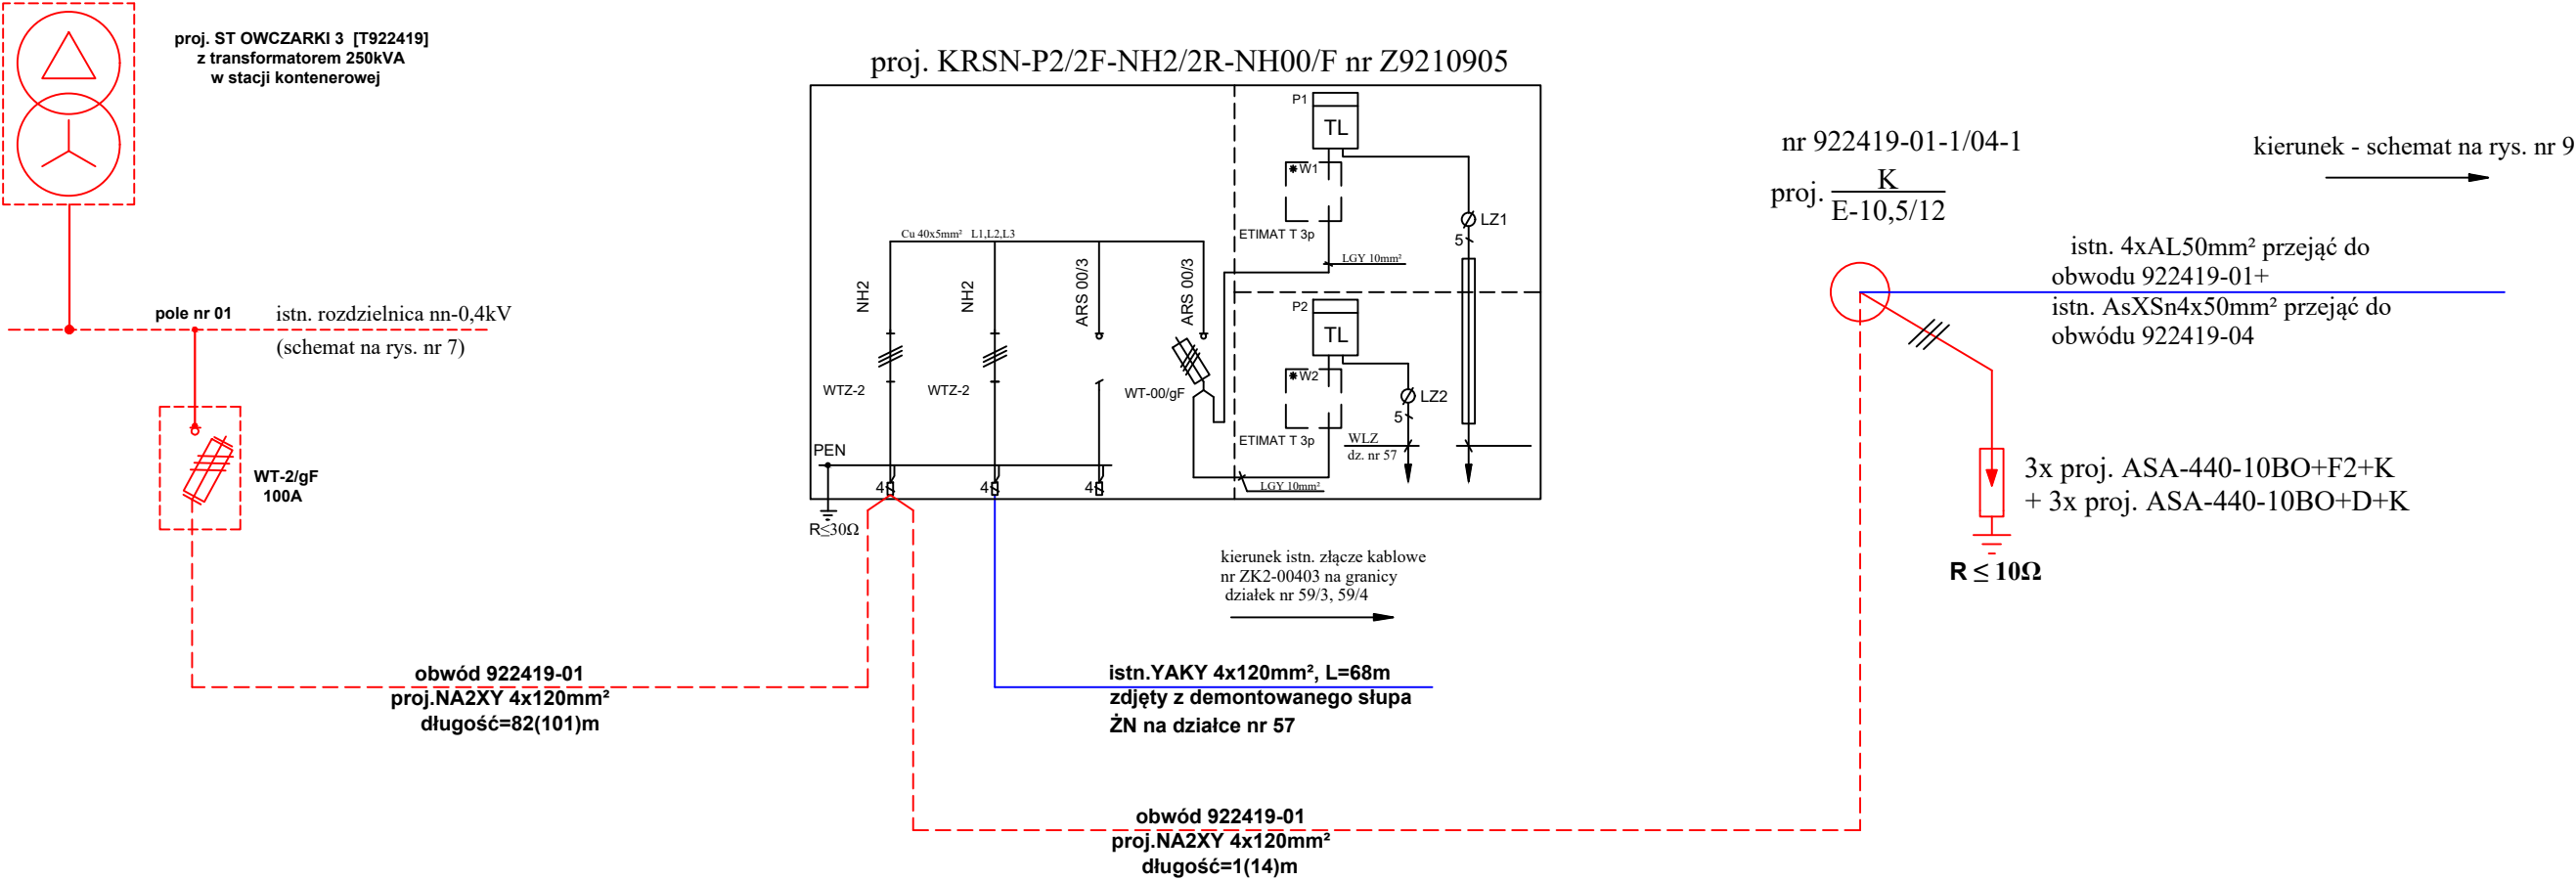 proj. ST OWCZARKI 3  [T922419]
z transformatorem 250kVA
w stacji kontenerowej
pole nr 01
istn. rozdzielnica nn-0,4kV
(schemat na rys. nr 7)
WT-2/gF
100A
obwód 922419-01
proj.NA2XY 4x120mm²
długość=82(101)m
proj. KRSN-P2/2F-NH2/2R-NH00/F nr Z9210905
Cu 40x5mm²   L1,L2,L3
NH2
NH2
ARS 00/3
ARS 00/3
WTZ-2
WTZ-2
WT-00/gF
PEN
4
4
4
R≤30Ω
P1
TL
✱W1
ETIMAT T 3p
LGY 10mm²
LZ1
5
P2
TL
✱W2
ETIMAT T 3p
LZ2
5
WLZ
dz. nr 57
LGY 10mm²
kierunek istn. złącze kablowe
nr ZK2-00403 na granicy
działek nr 59/3, 59/4
istn.YAKY 4x120mm², L=68m
zdjęty z demontowanego słupa
ŻN na działce nr 57
obwód 922419-01
proj.NA2XY 4x120mm²
długość=1(14)m
nr 922419-01-1/04-1
proj. K
E-10,5/12
kierunek - schemat na rys. nr 9
istn. 4xAL50mm² przejąć do
obwodu 922419-01+
istn. AsXSn4x50mm² przejąć do
obwódu 922419-04
3x proj. ASA-440-10BO+F2+K
+ 3x proj. ASA-440-10BO+D+K
R ≤ 10Ω